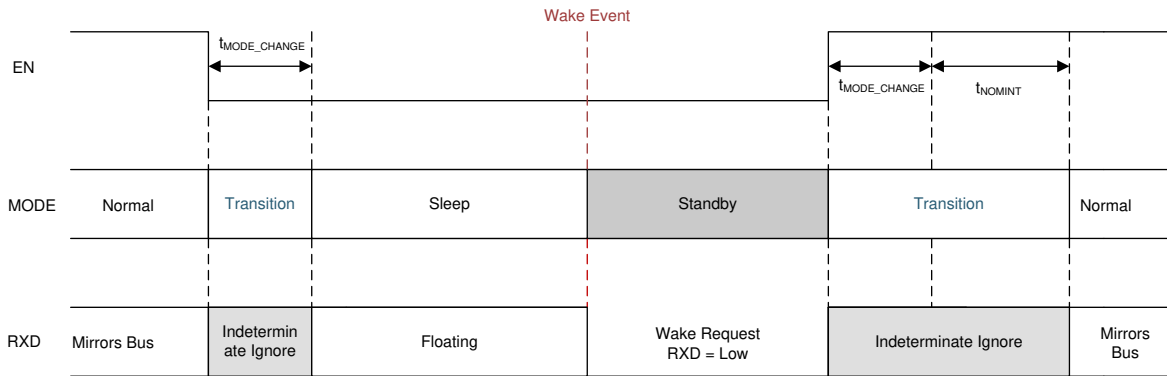 Wake Event
EN
tMODE_CHANGE
tMODE_CHANGE
tNOMINT
MODE
Normal
Transition
Sleep
Standby
Transition
Normal
RXD
Mirrors Bus
Indetermin
ate Ignore
Floating
Wake Request
RXD = Low
Indeterminate Ignore
Mirrors
Bus